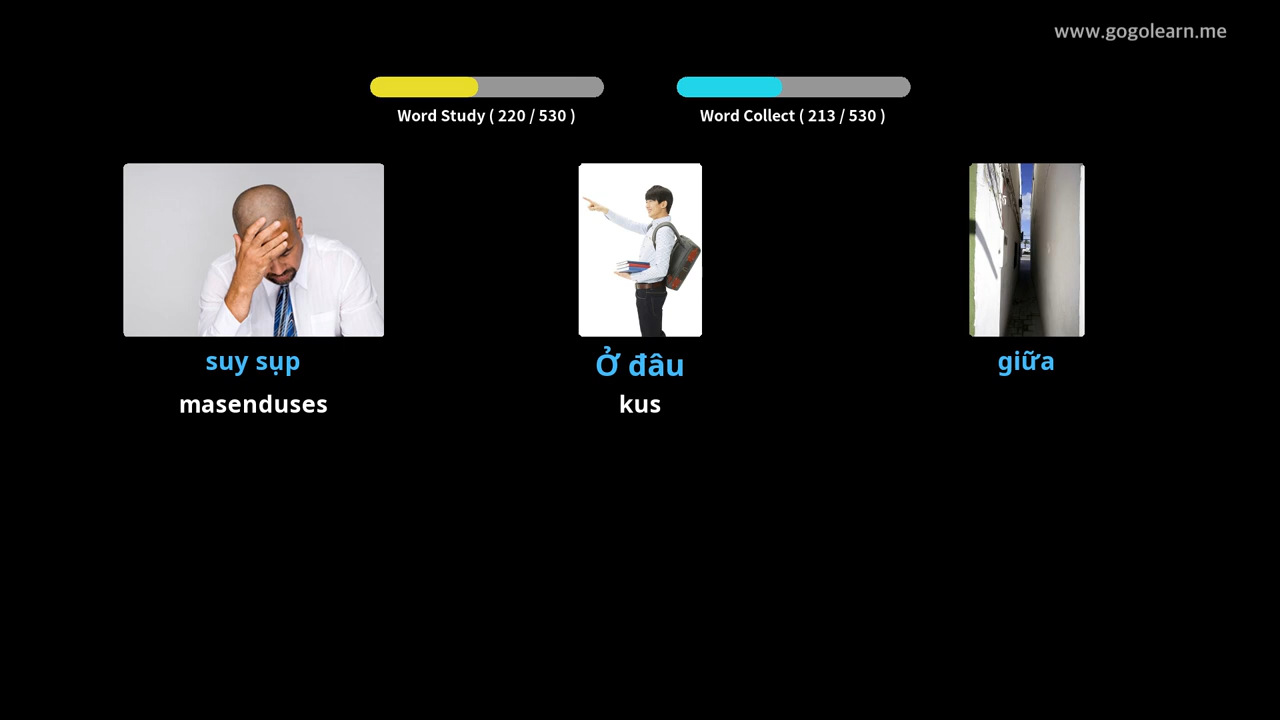 www.gogolearn.me
Word Study ( 220 / 530 )
Word Collect ( 213 / 530 )
suy sụp
Ở đâu
giữa
masenduses
kus